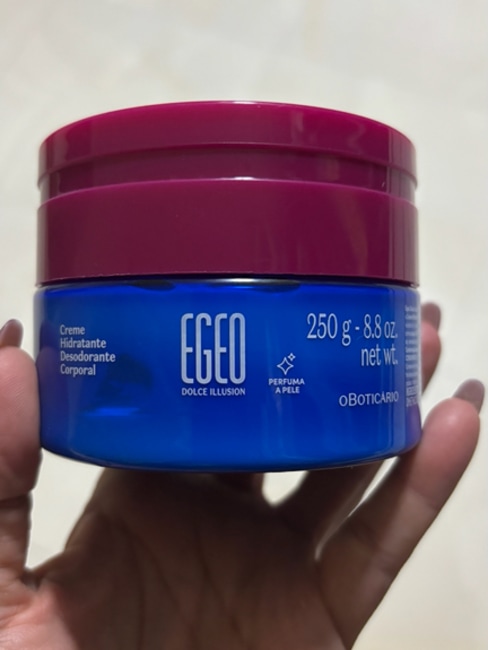 Creme
Hidratante
Desodorante
Corporal
EGEO
DOLCE ILLUSION
PERFUMA
A PELE
250 g - 8.8 oz.
net wt.
oBOTICÁRIO